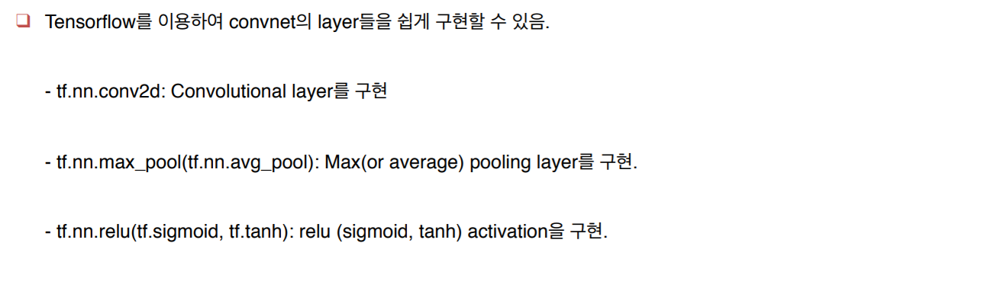 ❑ Tensorflow를 이용하여 convnet의 layer들을 쉽게 구현할 수 있음.
- tf.nn.conv2d: Convolutional layer를 구현
- tf.nn.max_pool(tf.nn.avg_pool): Max(or average) pooling layer를 구현.
- tf.nn.relu(tf.sigmoid, tf.tanh): relu (sigmoid, tanh) activation을 구현.